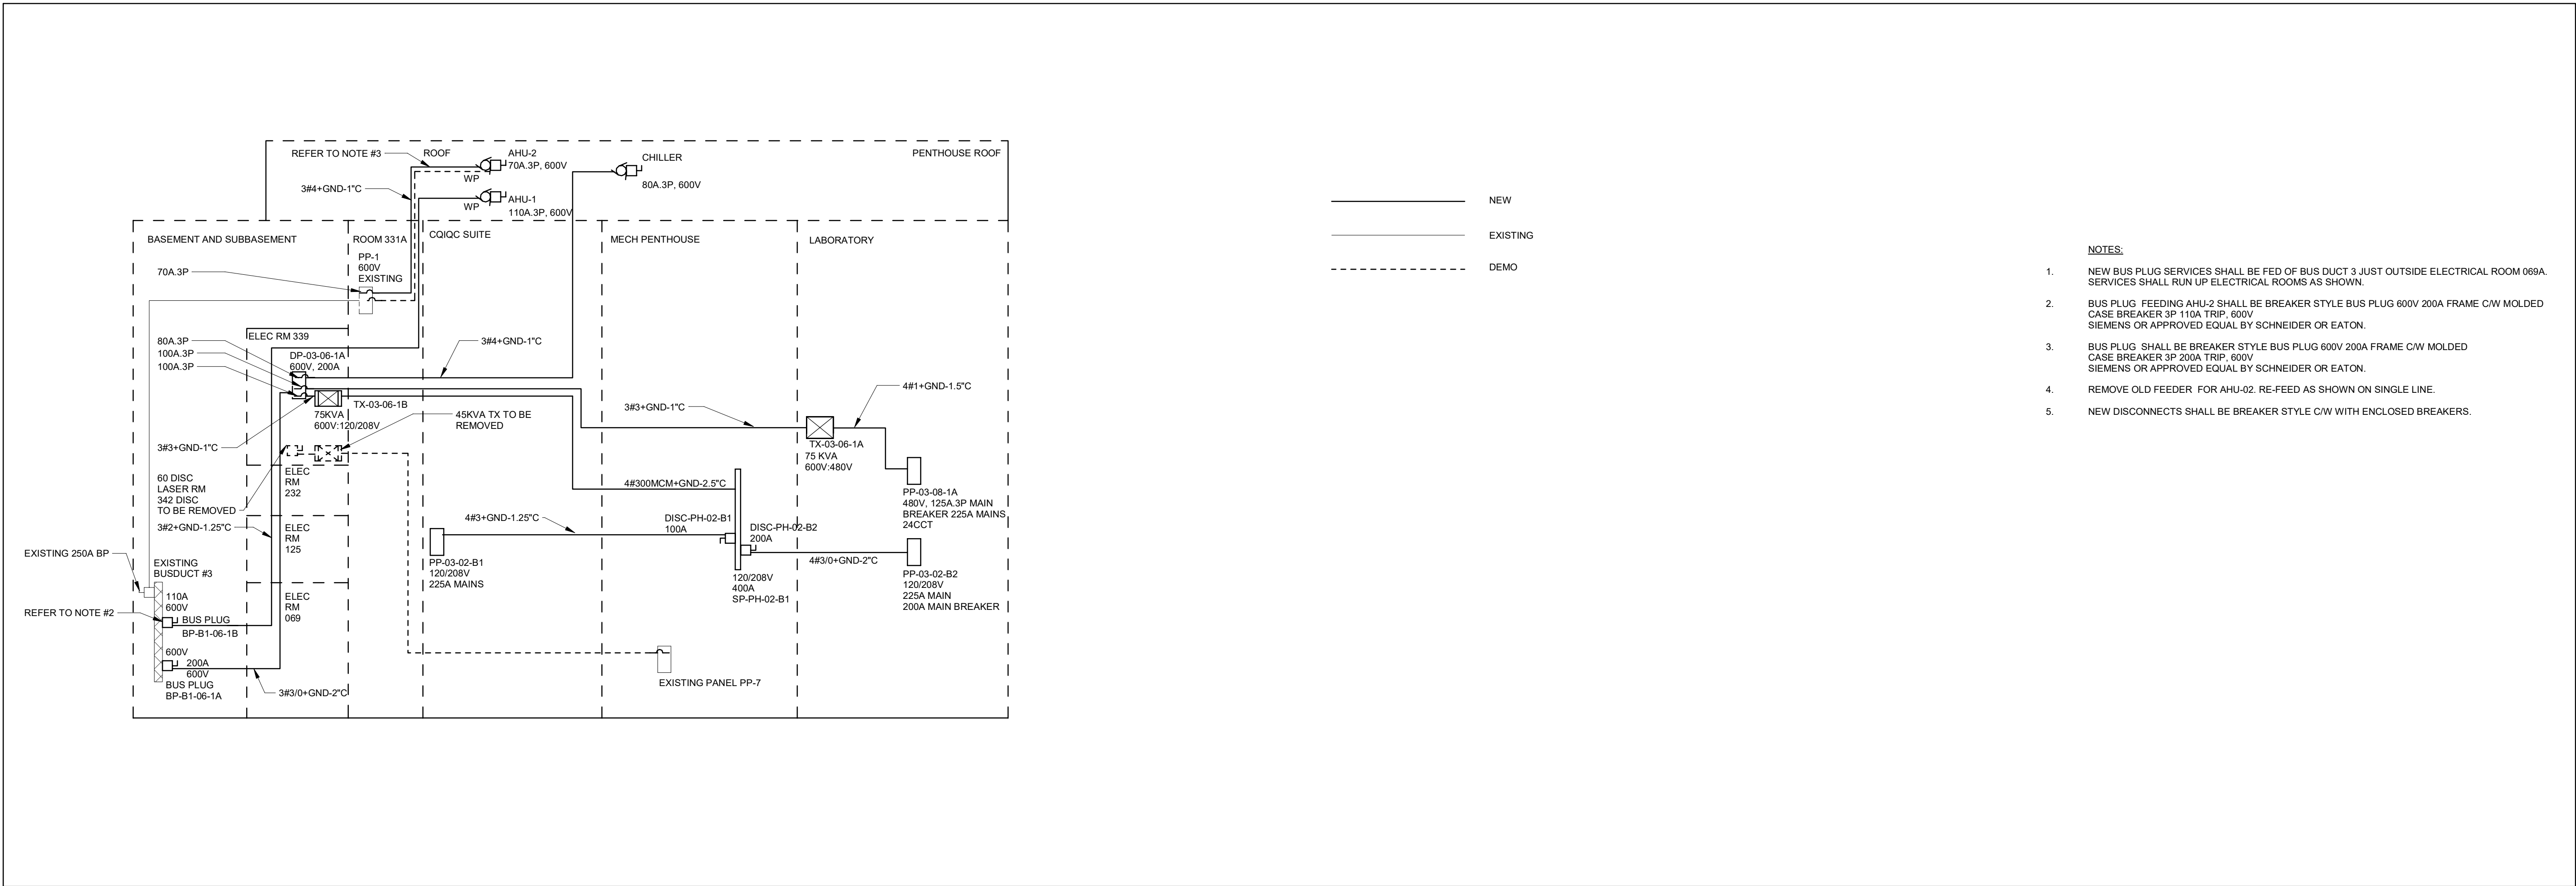 REFER TO NOTE #3
ROOF
AHU-2
70A.3P, 600V
WP
CHILLER
80A.3P, 600V
PENTHOUSE ROOF
3#4+GND-1"C
AHU-1
110A.3P, 600V
WP
BASEMENT AND SUBBASEMENT
ROOM 331A
CQIQC SUITE
MECH PENTHOUSE
LABORATORY
70A.3P
PP-1
600V
EXISTING
ELEC RM 339
80A.3P
100A.3P
100A.3P
DP-03-06-1A
600V, 200A
3#4+GND-1"C
TX-03-06-1B
75KVA
600V:120/208V
45KVA TX TO BE
REMOVED
3#3+GND-1"C
4#1+GND-1.5"C
TX-03-06-1A
75 KVA
600V:480V
3#3+GND-1"C
60 DISC
LASER RM
342 DISC
TO BE REMOVED
ELEC
RM
232
4#300MCM+GND-2.5"C
PP-03-08-1A
480V, 125A.3P MAIN
BREAKER 225A MAINS
24CCT
3#2+GND-1.25"C
ELEC
RM
125
4#3+GND-1.25"C
DISC-PH-02-B1
100A
DISC-PH-02-B2
200A
EXISTING 250A BP
EXISTING
BUSDUCT #3
PP-03-02-B1
120/208V
225A MAINS
4#3/0+GND-2"C
120/208V
400A
SP-PH-02-B1
PP-03-02-B2
120/208V
225A MAIN
200A MAIN BREAKER
110A
600V
REFER TO NOTE #2
BUS PLUG
BP-B1-06-1B
ELEC
RM
069
600V
200A
600V
BUS PLUG
BP-B1-06-1A
3#3/0+GND-2"C
EXISTING PANEL PP-7
NEW
EXISTING
DEMO
NOTES:
1. NEW BUS PLUG SERVICES SHALL BE FED OF BUS DUCT 3 JUST OUTSIDE ELECTRICAL ROOM 069A.
SERVICES SHALL RUN UP ELECTRICAL ROOMS AS SHOWN.
2. BUS PLUG FEEDING AHU-2 SHALL BE BREAKER STYLE BUS PLUG 600V 200A FRAME C/W MOLDED
CASE BREAKER 3P 110A TRIP, 600V
SIEMENS OR APPROVED EQUAL BY SCHNEIDER OR EATON.
3. BUS PLUG SHALL BE BREAKER STYLE BUS PLUG 600V 200A FRAME C/W MOLDED
CASE BREAKER 3P 200A TRIP, 600V
SIEMENS OR APPROVED EQUAL BY SCHNEIDER OR EATON.
4. REMOVE OLD FEEDER FOR AHU-02. RE-FEED AS SHOWN ON SINGLE LINE.
5. NEW DISCONNECTS SHALL BE BREAKER STYLE C/W WITH ENCLOSED BREAKERS.